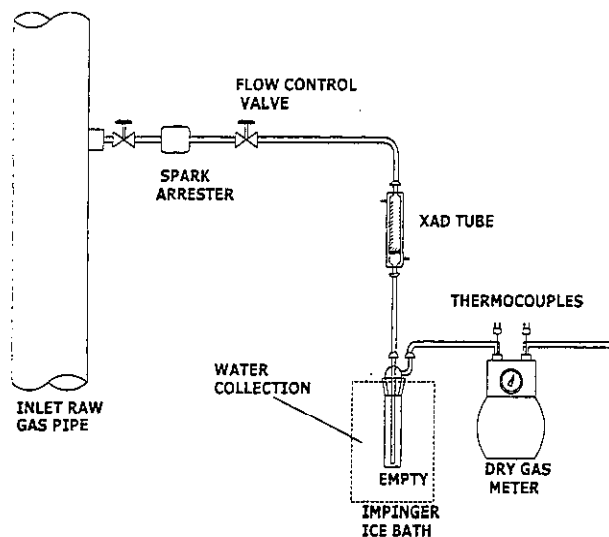 FLOW CONTROL
VALVE
SPARK
ARRESTER
XAD TUBE
THERMOCOUPLES
WATER
COLLECTION
INLET RAW
GAS PIPE
EMPTY
IMPINGER
ICE BATH
DRY GAS
METER